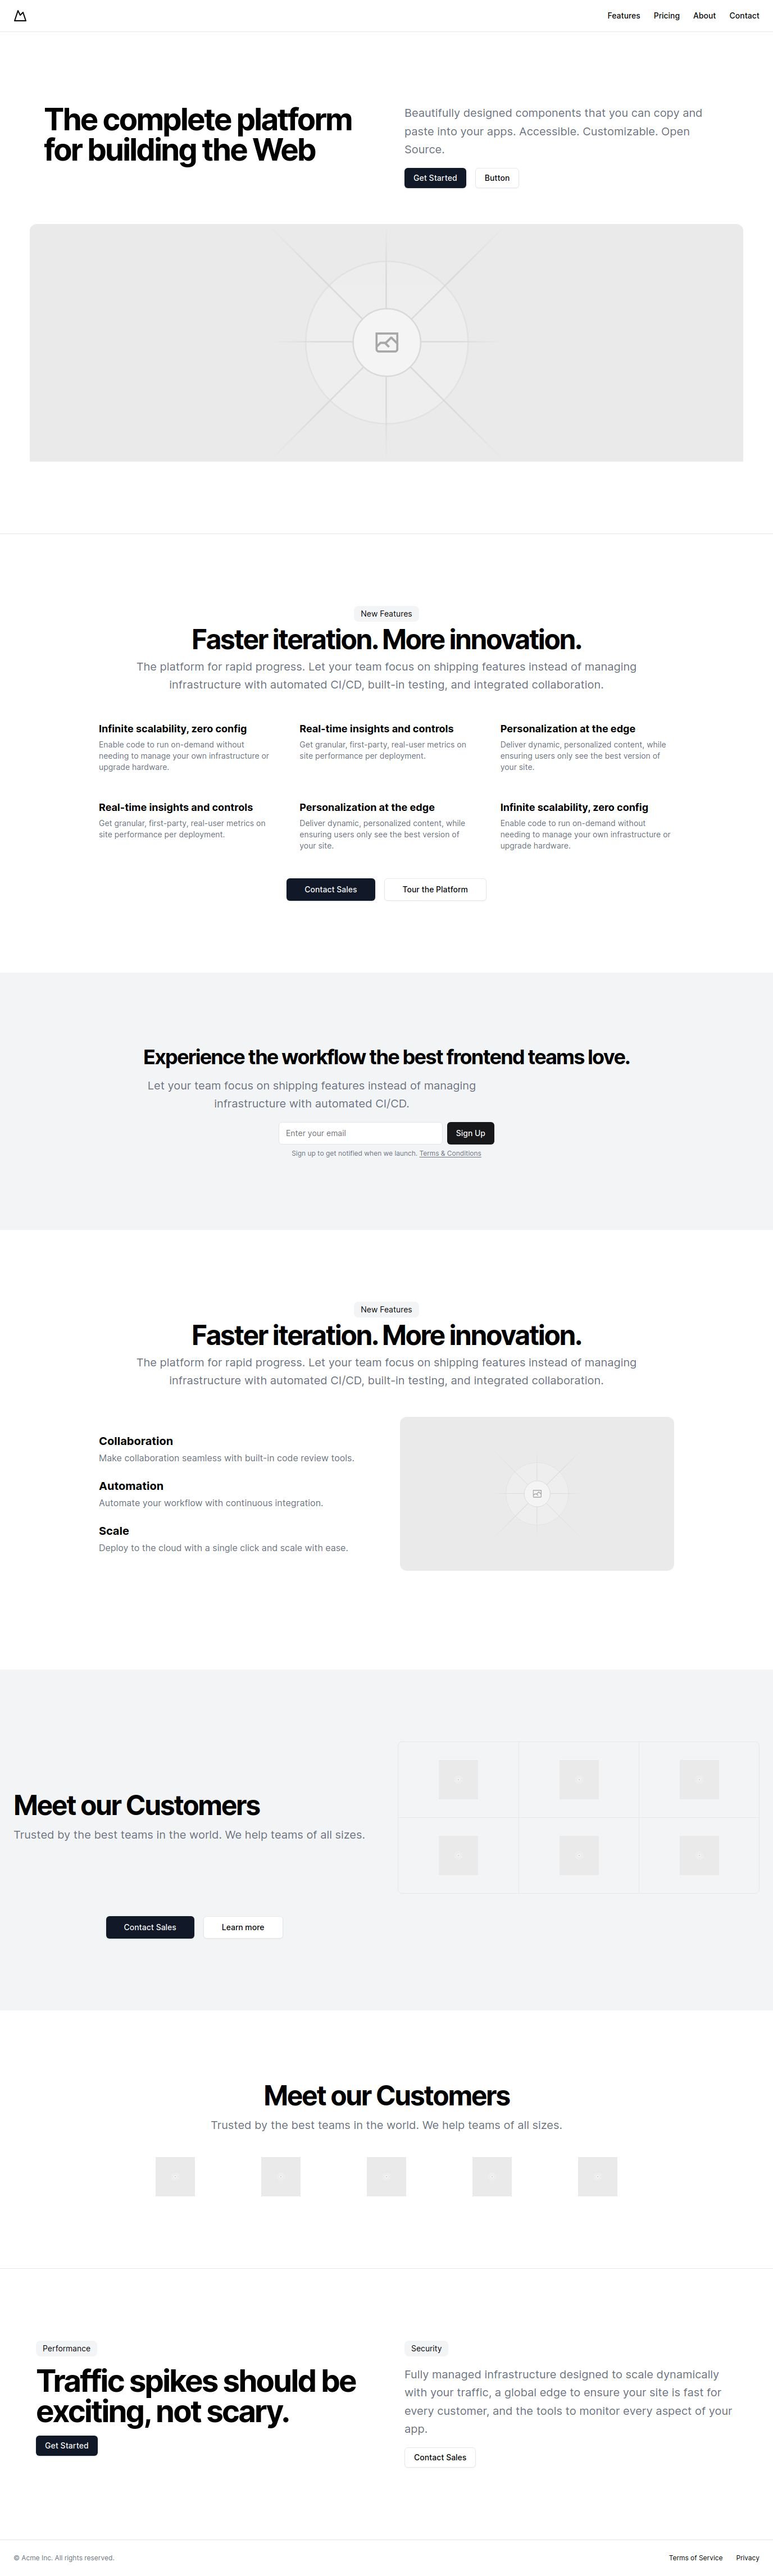 Features Pricing About Contact
The complete platform
for building the Web
Beautifully designed components that you can copy and
paste into your apps. Accessible. Customizable. Open
Source.
Get Started Button
New Features
Faster iteration. More innovation.
The platform for rapid progress. Let your team focus on shipping features instead of managing
infrastructure with automated CI/CD, built-in testing, and integrated collaboration.
Infinite scalability, zero config
Enable code to run on-demand without
needing to manage your own infrastructure or
upgrade hardware.
Real-time insights and controls
Get granular, first-party, real-user metrics on
site performance per deployment.
Personalization at the edge
Deliver dynamic, personalized content, while
ensuring users only see the best version of
your site.
Real-time insights and controls
Get granular, first-party, real-user metrics on
site performance per deployment.
Personalization at the edge
Deliver dynamic, personalized content, while
ensuring users only see the best version of
your site.
Infinite scalability, zero config
Enable code to run on-demand without
needing to manage your own infrastructure or
upgrade hardware.
Contact Sales Tour the Platform
Experience the workflow the best frontend teams love.
Let your team focus on shipping features instead of managing
infrastructure with automated CI/CD.
Enter your email Sign Up
Sign up to get notified when we launch. Terms & Conditions
New Features
Faster iteration. More innovation.
The platform for rapid progress. Let your team focus on shipping features instead of managing
infrastructure with automated CI/CD, built-in testing, and integrated collaboration.
Collaboration
Make collaboration seamless with built-in code review tools.
Automation
Automate your workflow with continuous integration.
Scale
Deploy to the cloud with a single click and scale with ease.
Meet our Customers
Trusted by the best teams in the world. We help teams of all sizes.
Contact Sales Learn more
Meet our Customers
Trusted by the best teams in the world. We help teams of all sizes.
Performance
Traffic spikes should be
exciting, not scary.
Get Started
Security
Fully managed infrastructure designed to scale dynamically
with your traffic, a global edge to ensure your site is fast for
every customer, and the tools to monitor every aspect of your
app.
Contact Sales
© Acme Inc. All rights reserved.
Terms of Service Privacy